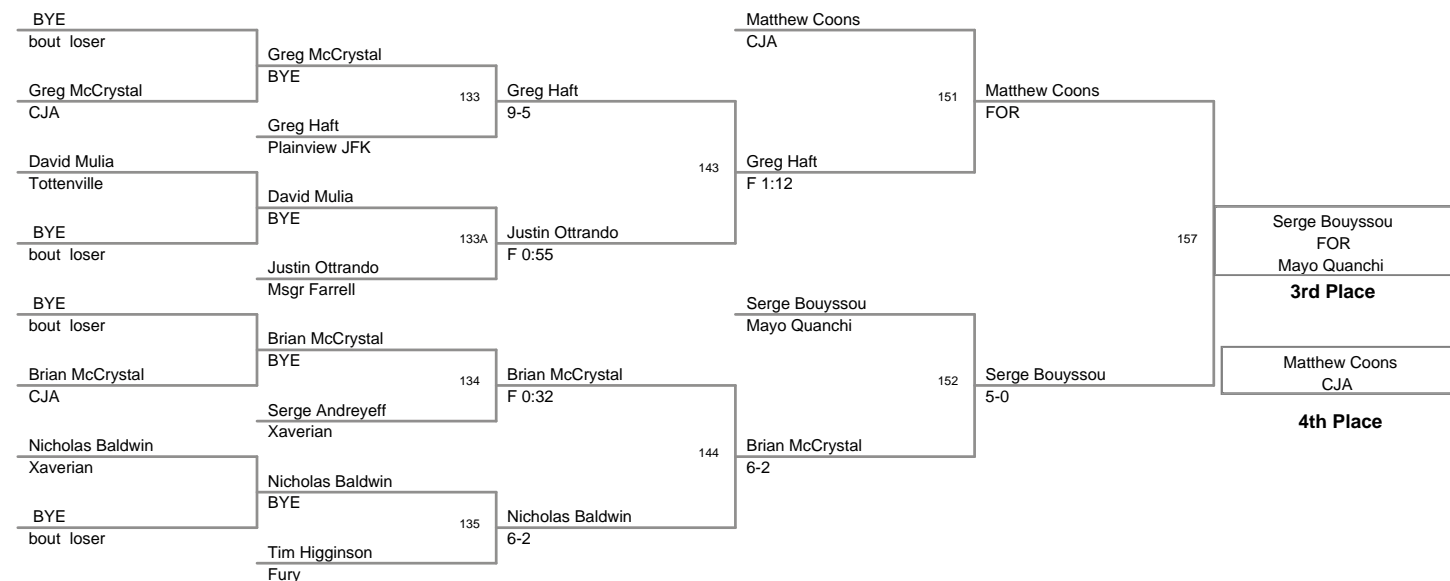 BYE
bout loser
Greg McCrystal
CJA
David Mulia
Tottenville
BYE
bout loser
BYE
bout loser
Brian McCrystal
CJA
Nicholas Baldwin
Xaverian
BYE
bout loser
Greg McCrystal
BYE
133
Greg Haft
Plainview JFK
David Mulia
BYE
133A
Justin Ottrando
Msgr Farrell
Brian McCrystal
BYE
134
Serge Andreyeff
Xaverian
Nicholas Baldwin
BYE
135
Tim Higginson
Fury
Greg Haft
9-5
143
Justin Ottrando
F 0:55
Brian McCrystal
F 0:32
144
Nicholas Baldwin
6-2
Matthew Coons
CJA
151
Greg Haft
F 1:12
Serge Bouyssou
Mayo Quanchi
152
Brian McCrystal
6-2
Matthew Coons
FOR
157
Serge Bouyssou
5-0
Serge Bouyssou
FOR
Mayo Quanchi
3rd Place
Matthew Coons
CJA
4th Place